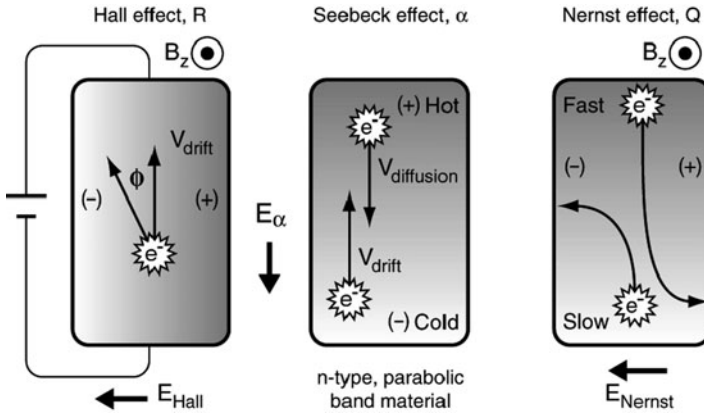 Hall effect, R
B_z
V_drift
ϕ
(-)
(+)
e⁻
E_Hall
E_α
Seebeck effect, α
(+) Hot
e⁻
V_diffusion
V_drift
e⁻
(-) Cold
n-type, parabolic
band material
Nernst effect, Q
B_z
Fast
e⁻
(-)
(+)
e⁻
Slow
E_Nernst